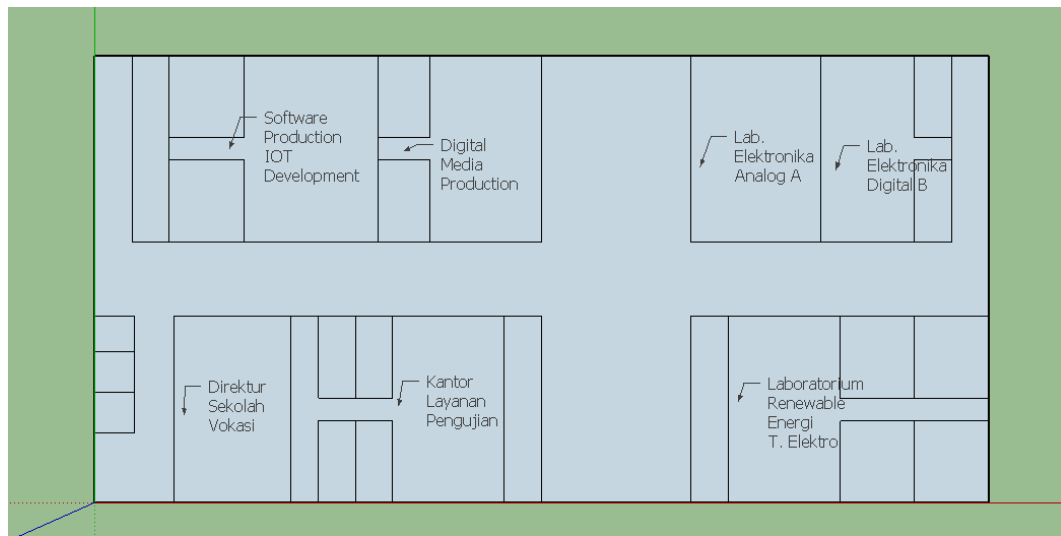 Software
Production
IOT
Development
Digital
Media
Production
Lab.
Elektronika
Analog A
Lab.
Elektronika
Digital B
Direktur
Sekolah
Vokasi
Kantor
Layanan
Pengujian
Laboratorium
Renewable
Energi
T. Elektro